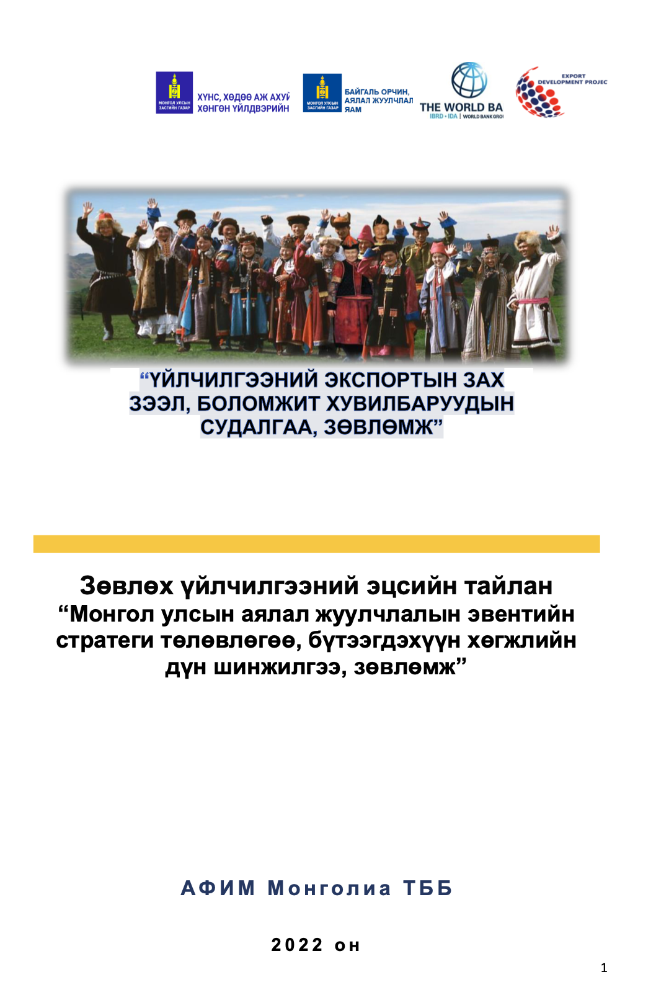 МОНГОЛ УЛСЫН
ЗАСГИЙН ГАЗАР
ХҮНС, ХӨДӨӨ АЖ АХУЙ
ХӨНГӨН ҮЙЛДВЭРИЙН
МОНГОЛ УЛСЫН
ЗАСГИЙН ГАЗАР
БАЙГАЛЬ ОРЧИН,
АЯЛАЛ ЖУУЛЧЛАЛ
ЯАМ
THE WORLD BA
IBRD • IDA | WORLD BANK GROU
EXPORT
DEVELOPMENT PROJEC
“ҮЙЛЧИЛГЭЭНИЙ ЭКСПОРТЫН ЗАХ
ЗЭЭЛ, БОЛОМЖИТ ХУВИЛБАРУУДЫН
СУДАЛГАА, ЗӨВЛӨМЖ”
Зөвлөх үйлчилгээний эцсийн тайлан
“Монгол улсын аялал жуулчлалын эвентийн
стратеги төлөвлөгөө, бүтээгдэхүүн хөгжлийн
дүн шинжилгээ, зөвлөмж”
АФИМ Монголиа ТББ
2022 он
1